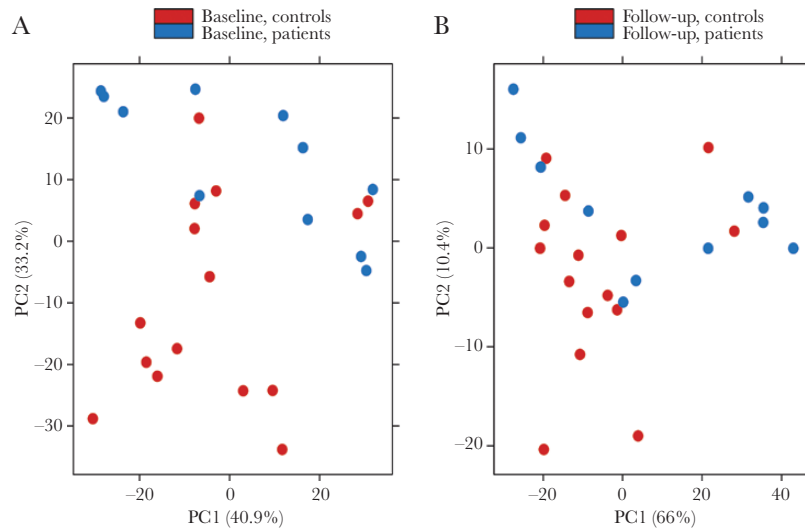 A
Baseline, controls
Baseline, patients
20
10
0
−10
−20
−30
PC2 (33.2%)
−20
0
20
PC1 (40.9%)
B
Follow-up, controls
Follow-up, patients
10
0
−10
−20
PC2 (10.4%)
−20
0
20
40
PC1 (66%)